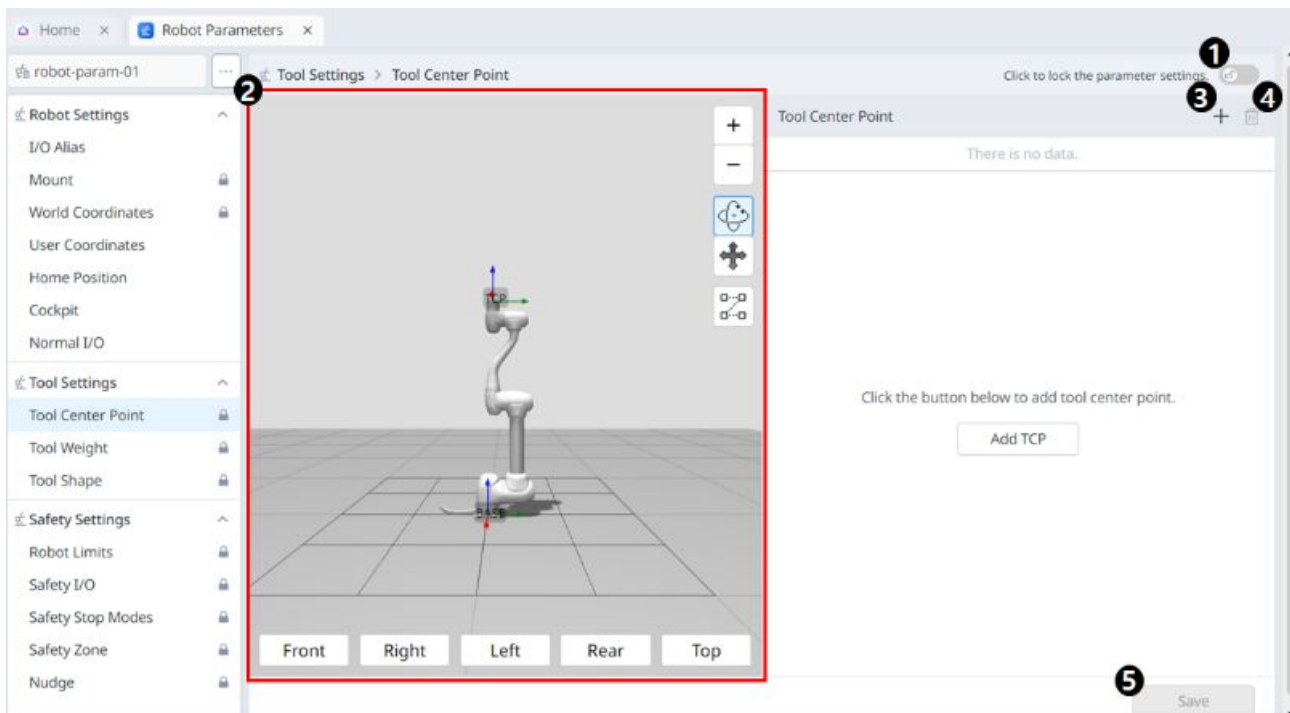 Home ×
Robot Parameters ×
1
robot-param-01
...
Tool Settings > Tool Center Point
Click to lock the parameter settings.
2
3
4
Robot Settings
I/O Alias
Mount
World Coordinates
User Coordinates
Home Position
Cockpit
Normal I/O
Tool Settings
Tool Center Point
Tool Weight
Tool Shape
Safety Settings
Robot Limits
Safety I/O
Safety Stop Modes
Safety Zone
Nudge
+
−
TCP
BASE
Front Right Left Rear Top
Tool Center Point +
There is no data.
Click the button below to add tool center point.
Add TCP
5
Save